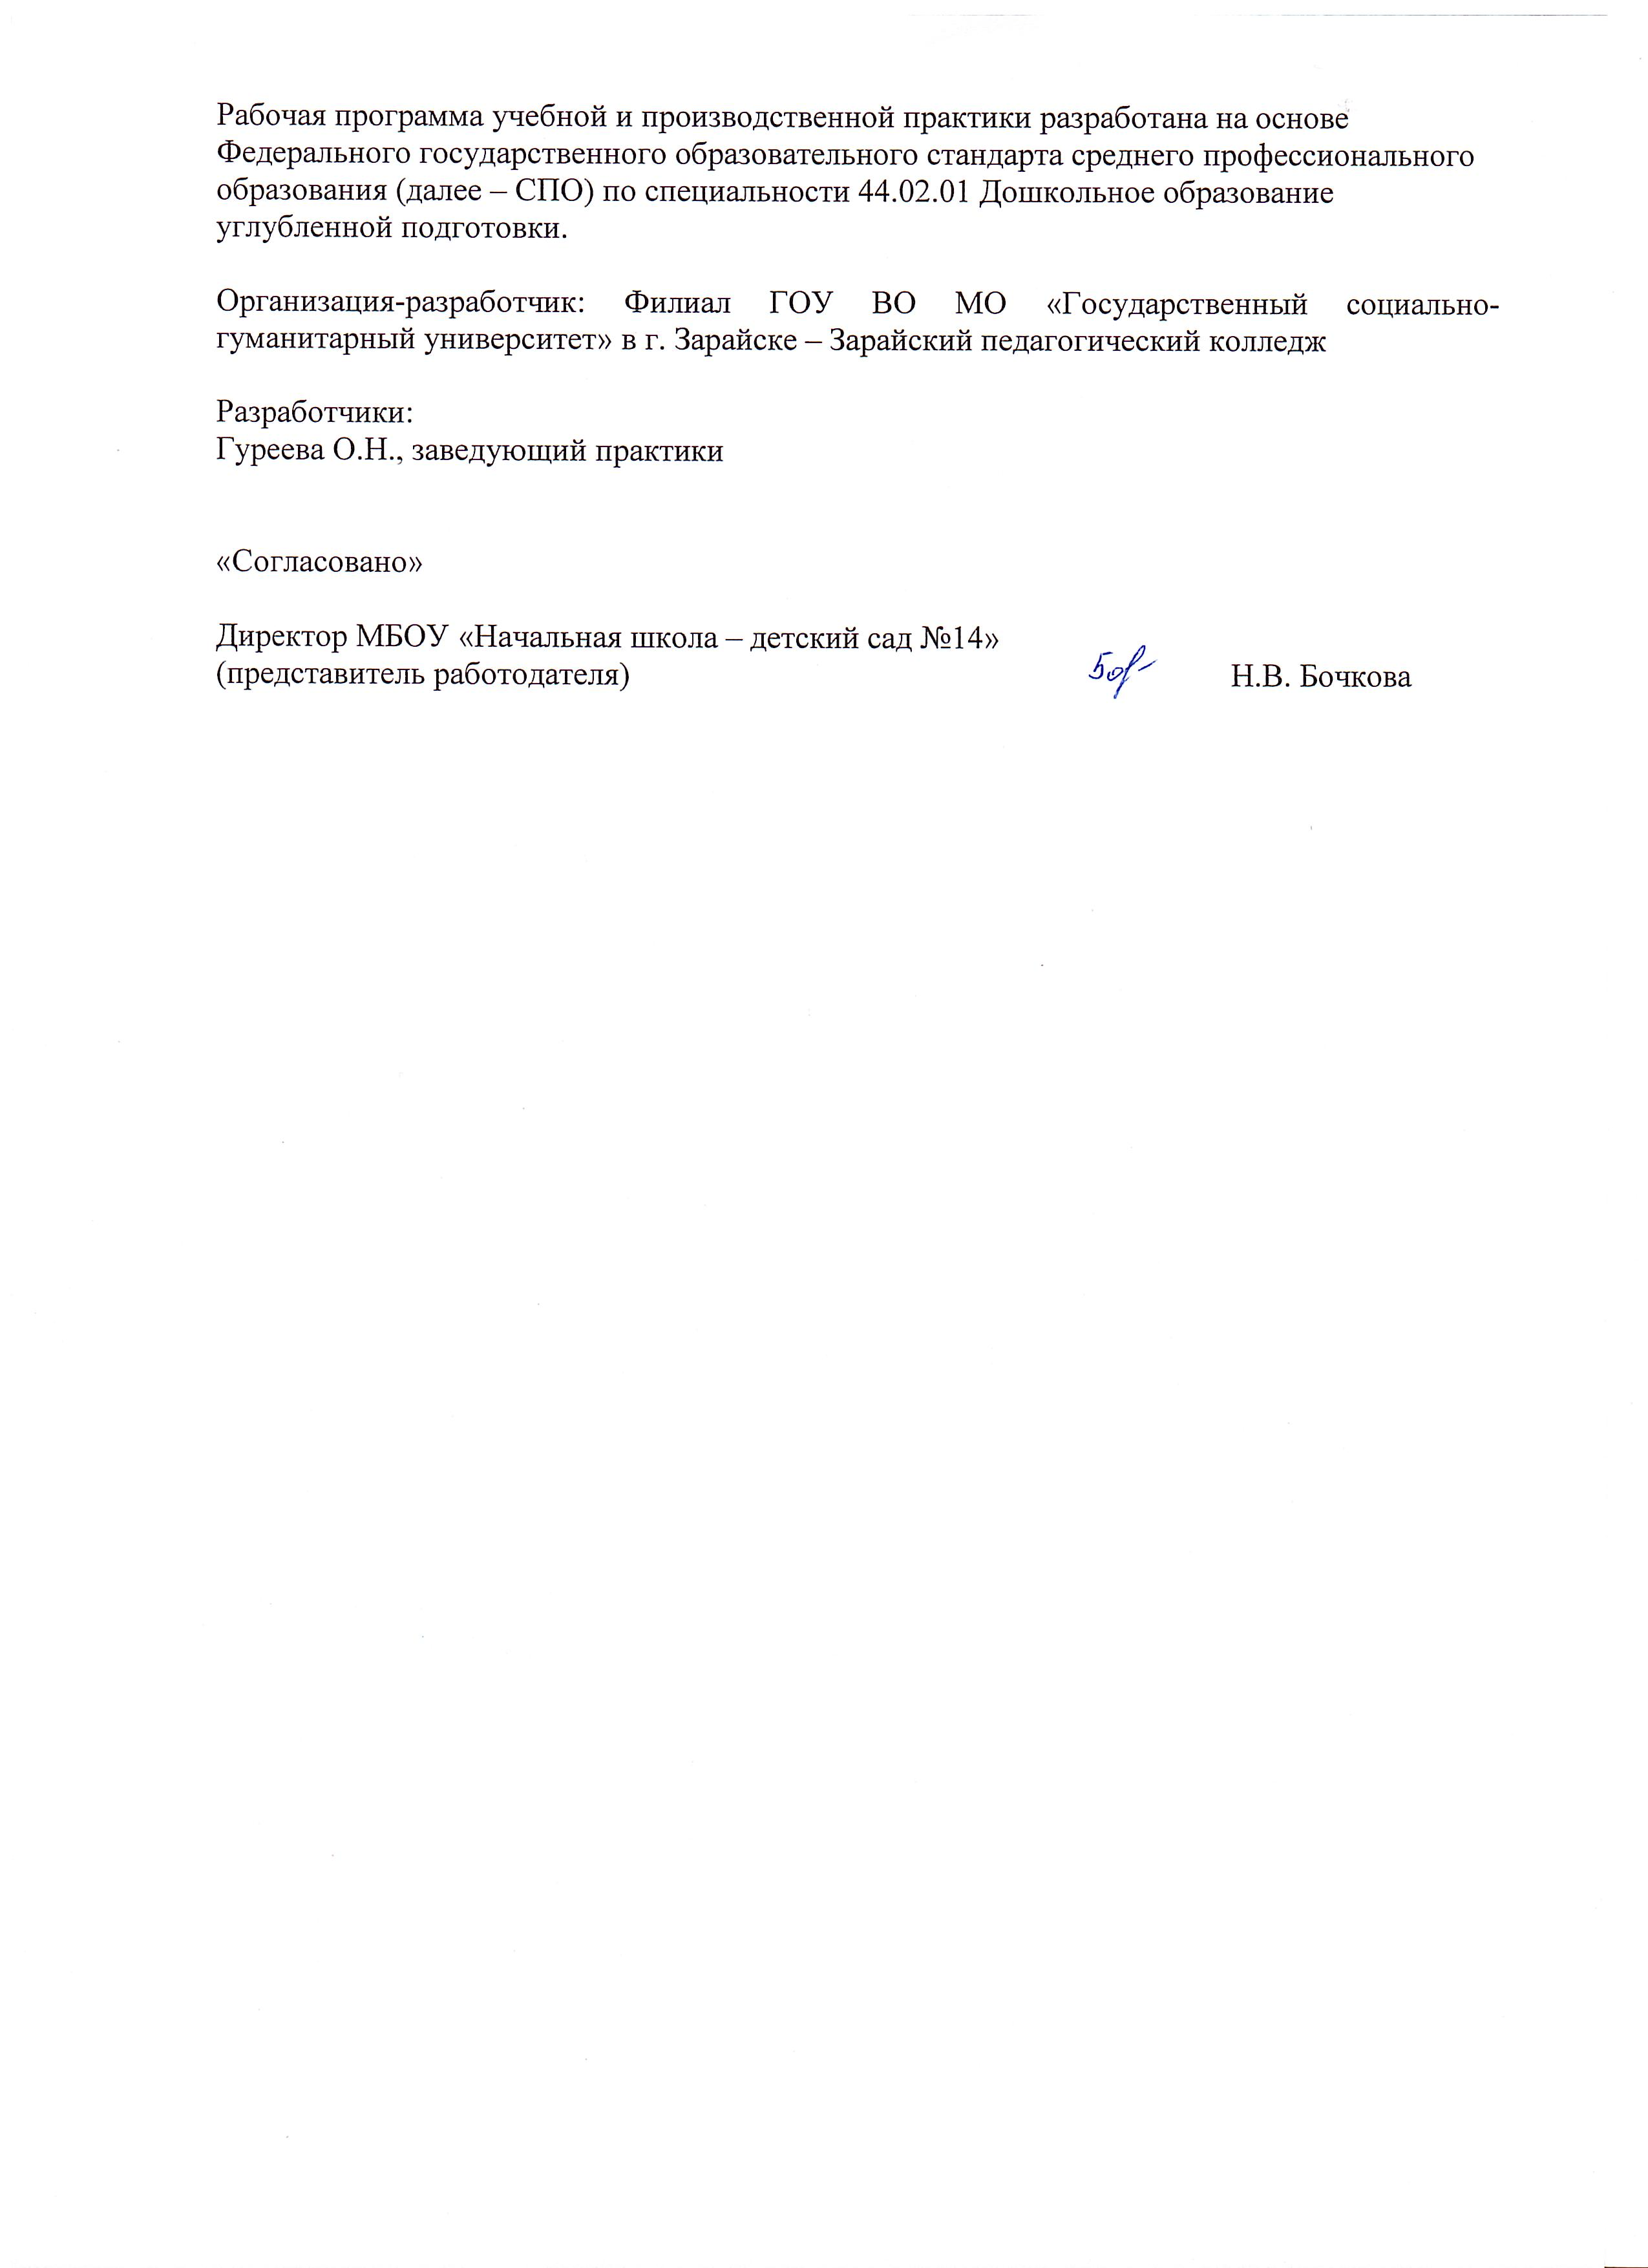 Рабочая программа учебной и производственной практики разработана на основе
Федерального государственного образовательного стандарта среднего профессионального
образования (далее – СПО) по специальности 44.02.01 Дошкольное образование
углубленной подготовки.
Организация-разработчик: Филиал ГОУ ВО МО «Государственный социально-
гуманитарный университет» в г. Зарайске – Зарайский педагогический колледж
Разработчики:
Гуреева О.Н., заведующий практики
«Согласовано»
Директор МБОУ «Начальная школа – детский сад №14»
(представитель работодателя) Н.В. Бочкова